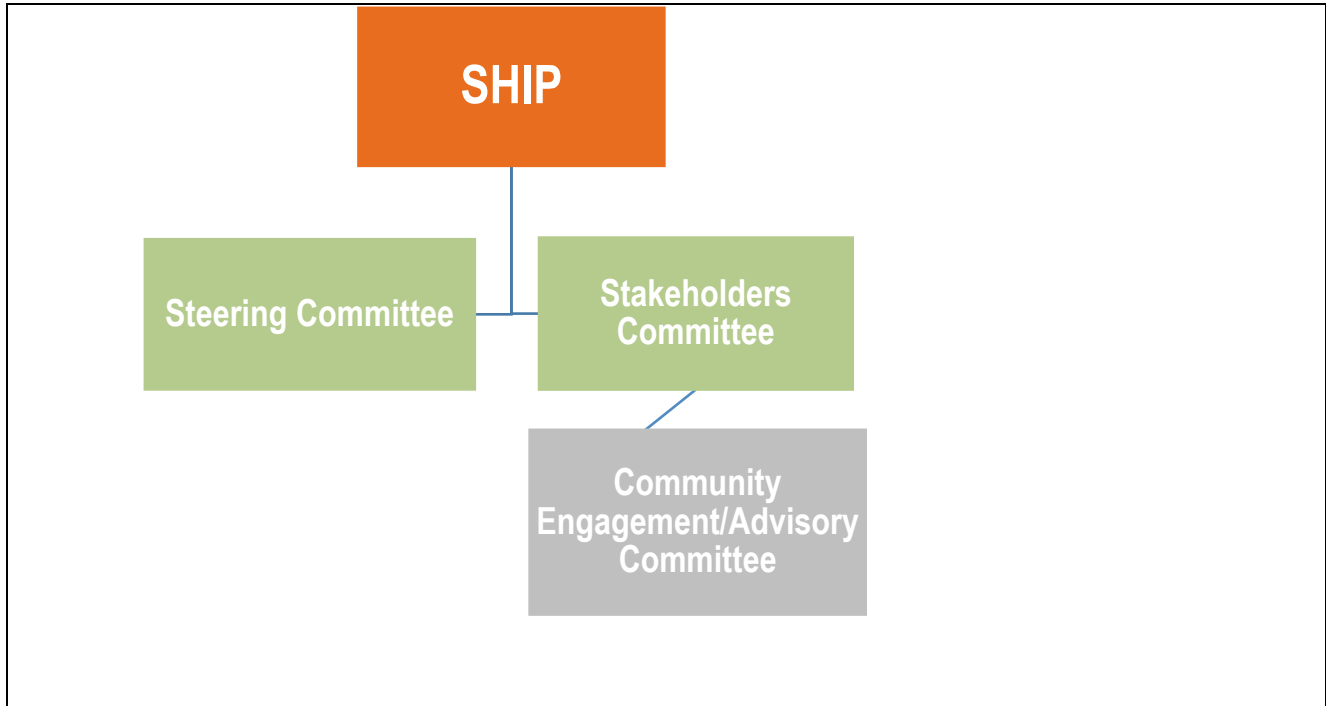 SHIP
Steering Committee
Stakeholders
Committee
Community
Engagement/Advisory
Committee